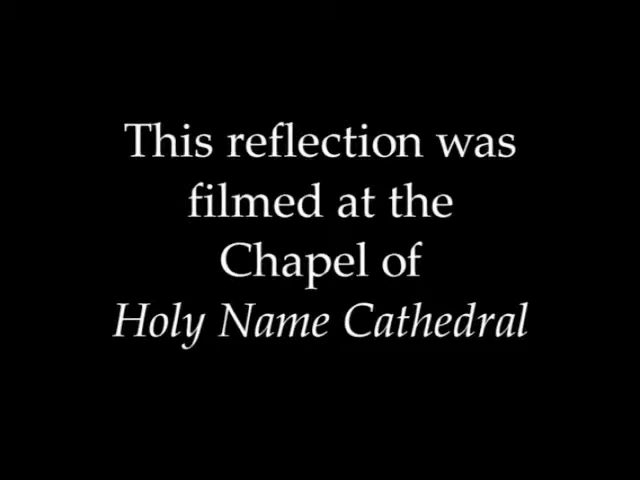 This reflection was
filmed at the
Chapel of
Holy Name Cathedral